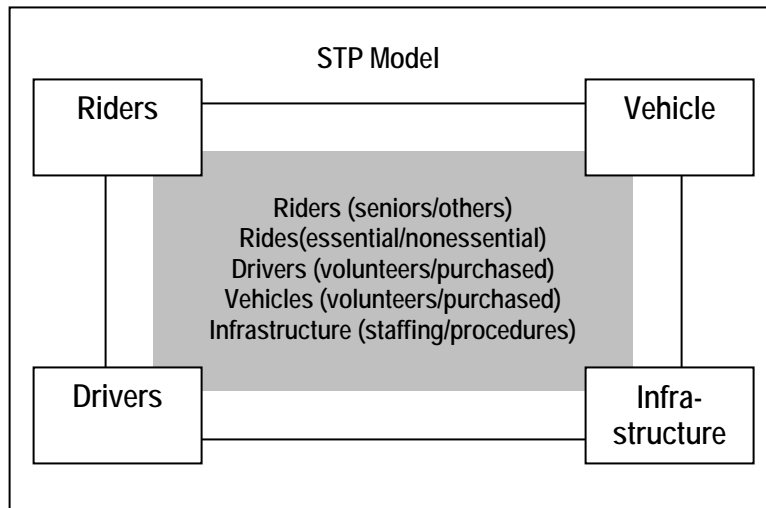 STP Model
Riders
Vehicle
Riders (seniors/others)
Rides(essential/nonessential)
Drivers (volunteers/purchased)
Vehicles (volunteers/purchased)
Infrastructure (staffing/procedures)
Drivers
Infra-
structure